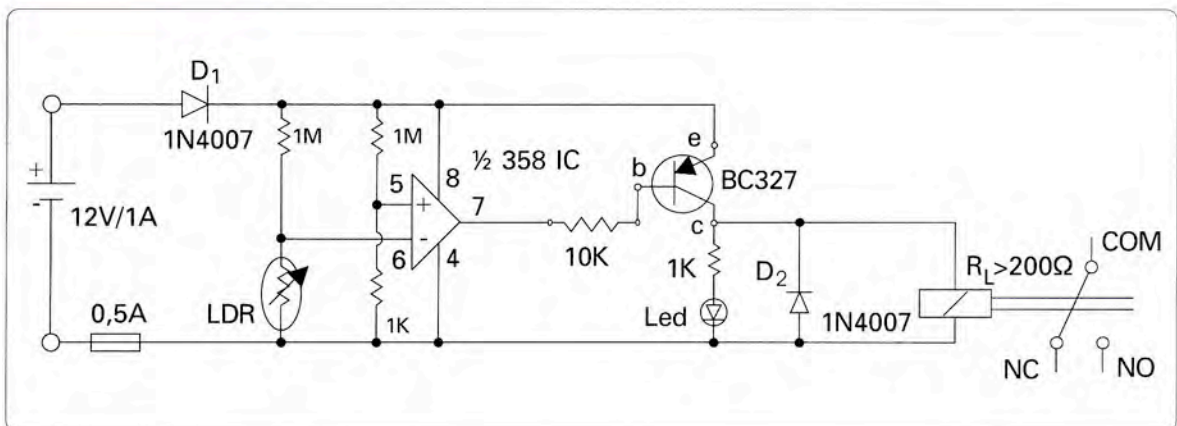 D1
1N4007
1M
1M
½ 358 IC
e
b
BC327
8
5
+
7
-
6
4
c
10K
1K
+
-
12V/1A
0,5A
LDR
1K
Led
D2
1N4007
RL>200Ω
COM
NC
NO